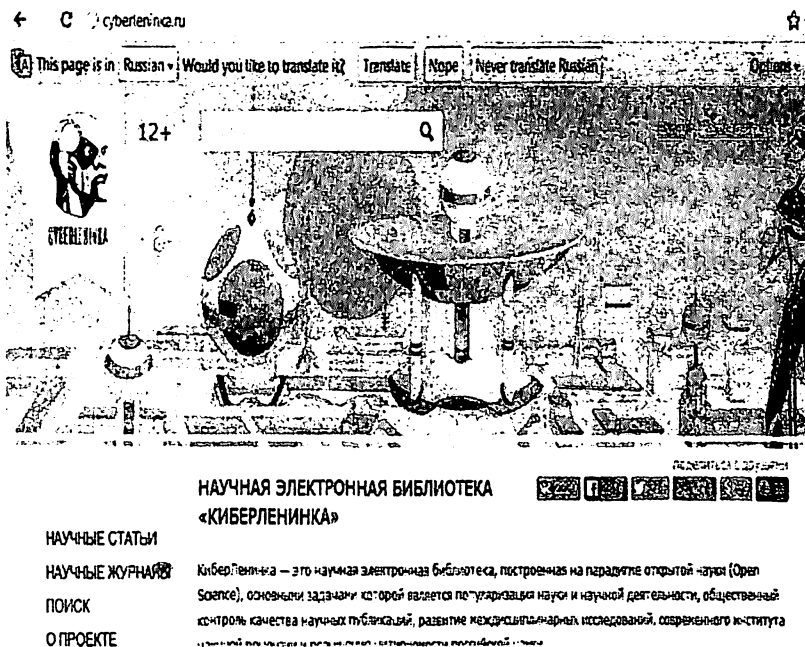 cyberleninka.ru
This page is in Russian Would you like to translate it? Translate Nope Never translate Russian Options
12+
поделиться с друзьями
НАУЧНАЯ ЭЛЕКТРОННАЯ БИБЛИОТЕКА
«КИБЕРЛЕНИНКА»
НАУЧНЫЕ СТАТЬИ
НАУЧНЫЕ ЖУРНАЛЫ
ПОИСК
О ПРОЕКТЕ
КиберЛенинка — это научная электронная библиотека, построенная на парадигме открытой науки (Open
Science), основными задачами которой является популяризация науки и научной деятельности, общественный
контроль качества научных публикаций, развитие междисциплинарных исследований, современного института